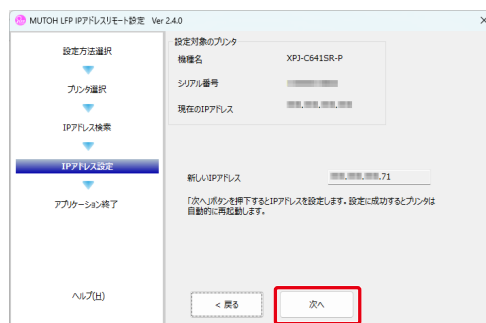 MUTOH LFP IPアドレスリモート設定 Ver 2.4.0
設定方法選択
プリンタ選択
IPアドレス検索
IPアドレス設定
アプリケーション終了
ヘルプ(H)
設定対象のプリンタ
機種名 XPJ-C641SR-P
シリアル番号
現在のIPアドレス
新しいIPアドレス .71
「次へ」ボタンを押下するとIPアドレスを設定します。設定に成功するとプリンタは
自動的に再起動します。
< 戻る
次へ